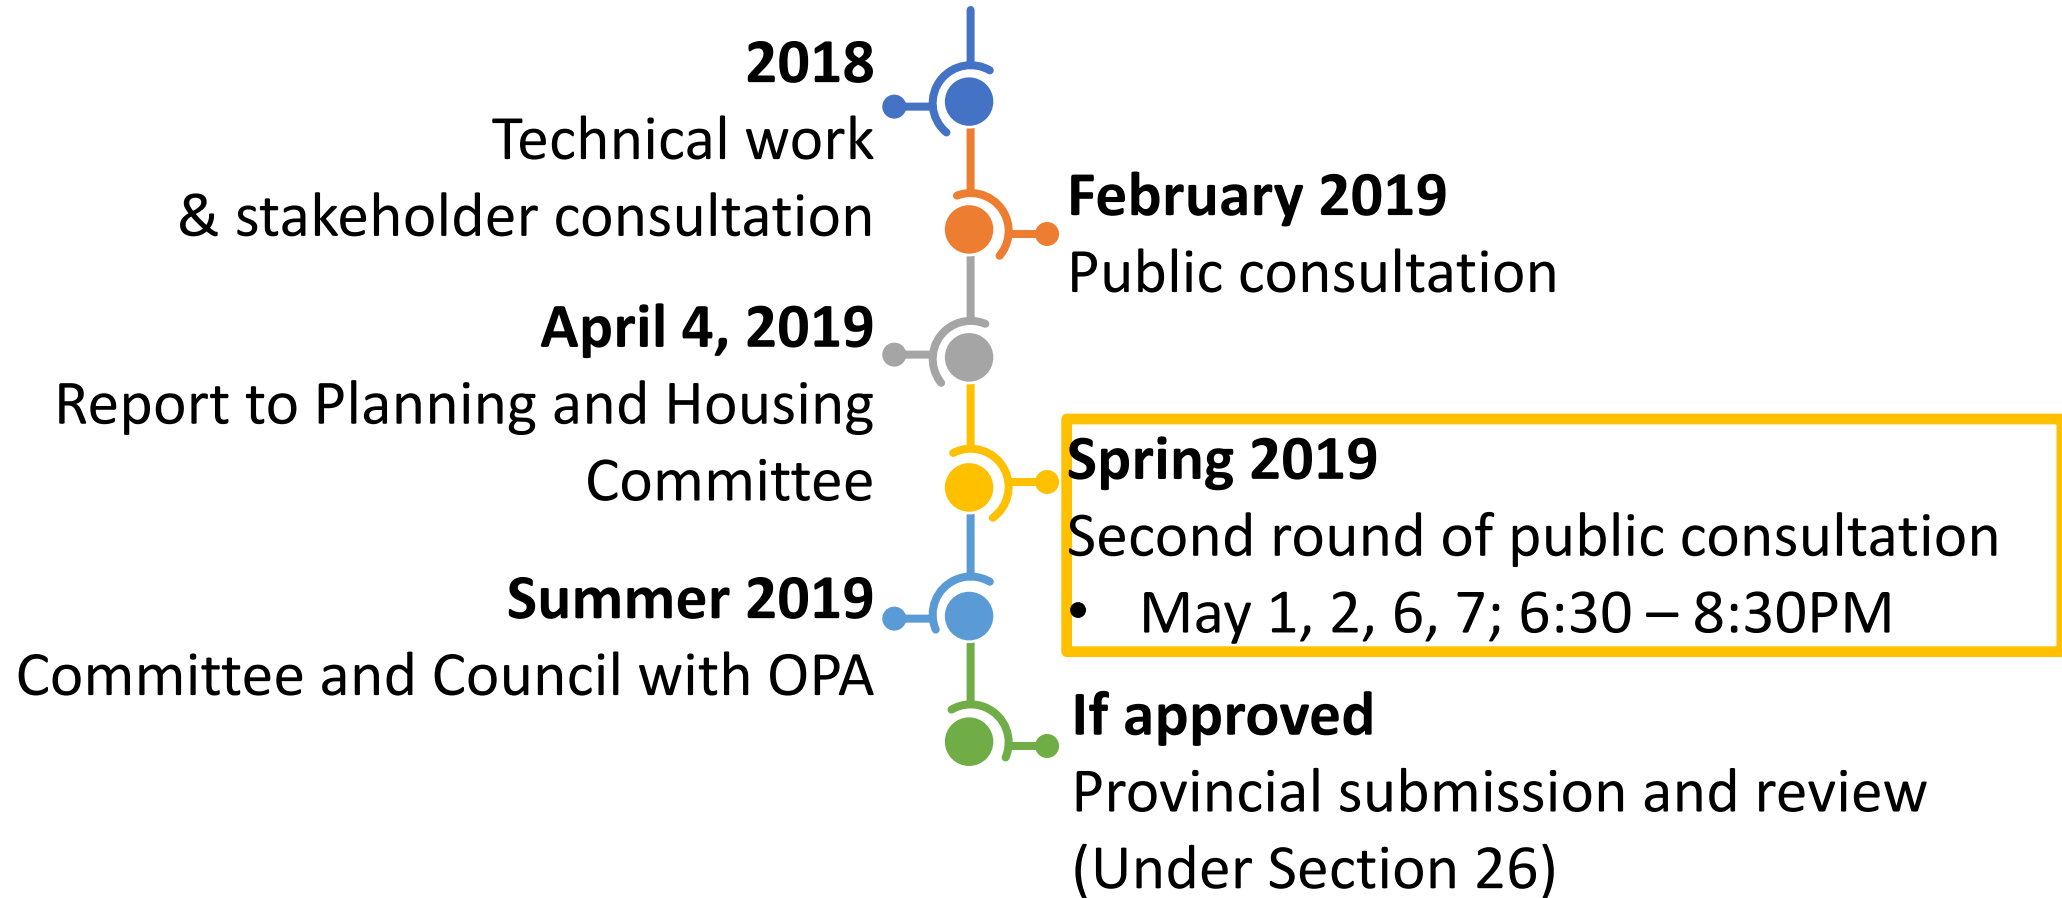 2018
Technical work
& stakeholder consultation
February 2019
Public consultation
April 4, 2019
Report to Planning and Housing
Committee
Spring 2019
Second round of public consultation
• May 1, 2, 6, 7; 6:30 – 8:30PM
Summer 2019
Committee and Council with OPA
If approved
Provincial submission and review
(Under Section 26)